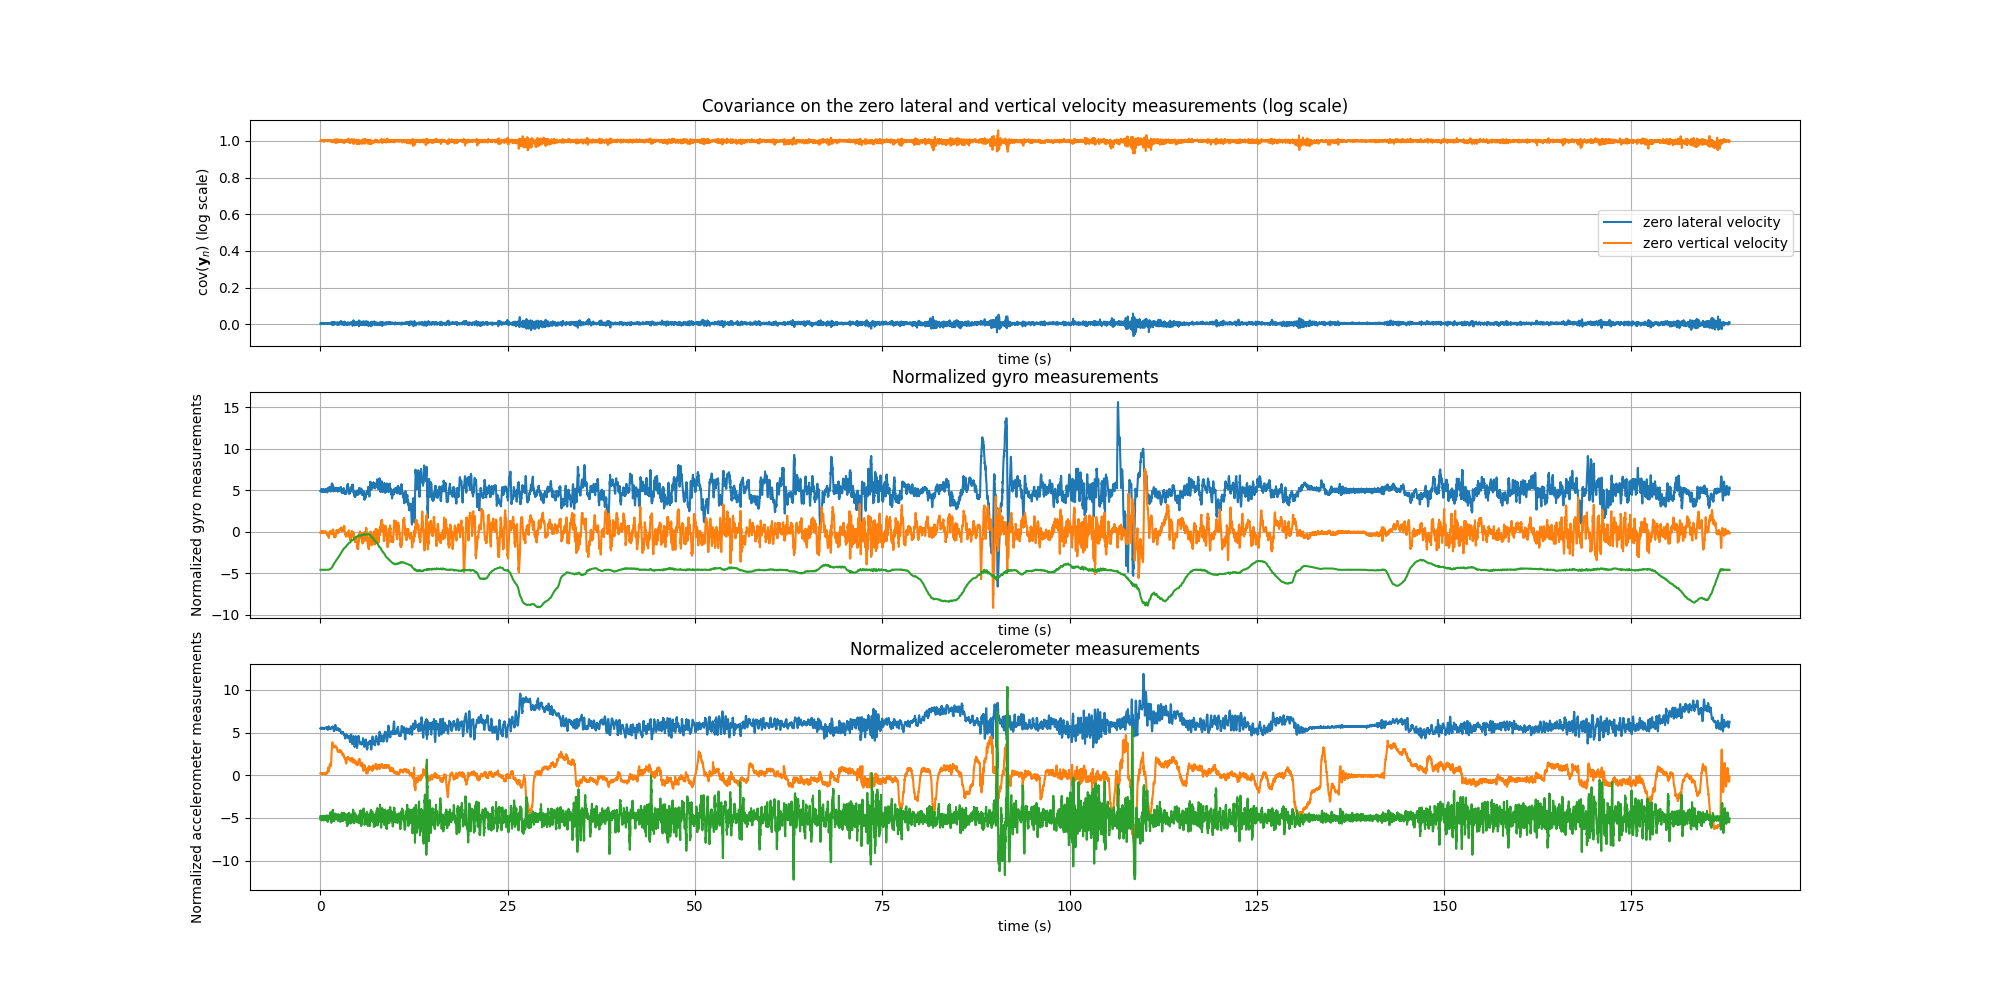 Covariance on the zero lateral and vertical velocity measurements (log scale)
cov(𝐲ₙ) (log scale)
1.0
0.8
0.6
0.4
0.2
0.0
zero lateral velocity
zero vertical velocity
time (s)
Normalized gyro measurements
Normalized gyro measurements
15
10
5
0
−5
−10
time (s)
Normalized accelerometer measurements
Normalized accelerometer measurements
10
5
0
−5
−10
0 25 50 75 100 125 150 175
time (s)